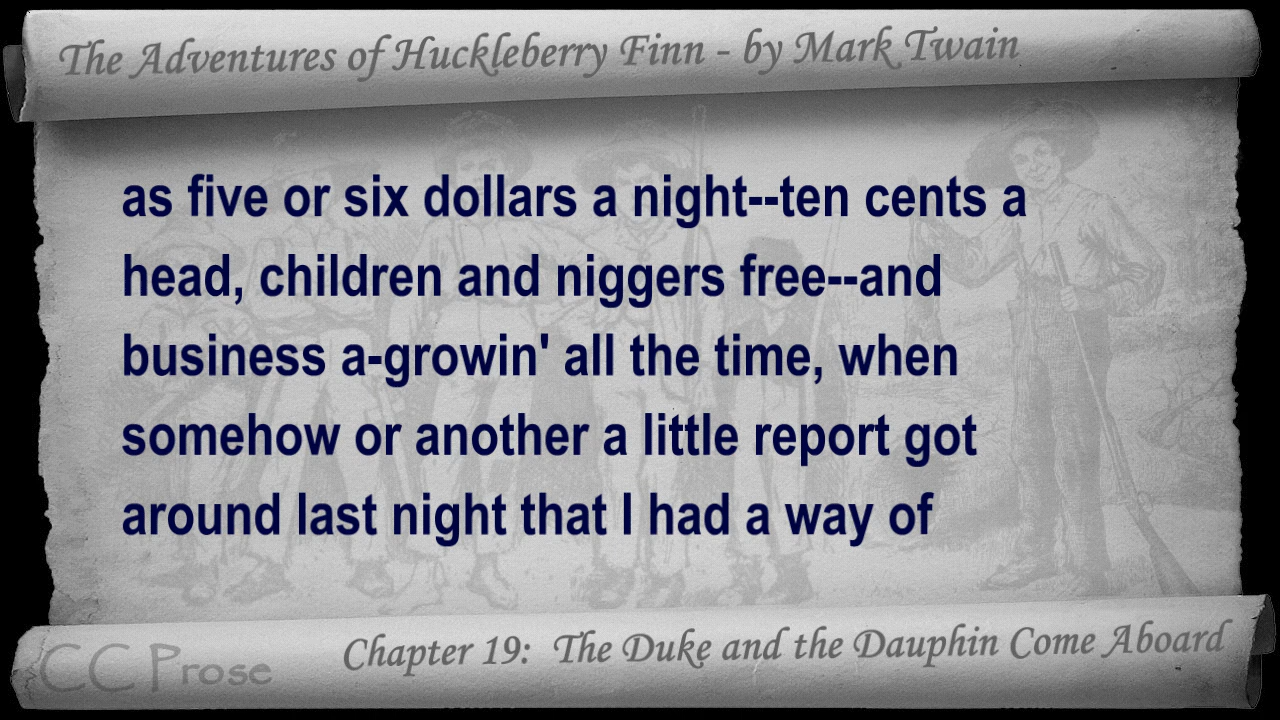 The Adventures of Huckleberry Finn - by Mark Twain
as five or six dollars a night--ten cents a
head, children and niggers free--and
business a-growin' all the time, when
somehow or another a little report got
around last night that I had a way of
Chapter 19: The Duke and the Dauphin Come Aboard
CC Prose